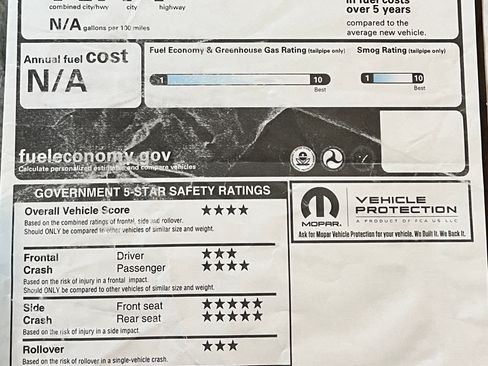 combined city/hwy city highway
N/A gallons per 100 miles
in fuel costs
over 5 years
compared to the
average new vehicle.
Annual fuel cost
N/A
Fuel Economy & Greenhouse Gas Rating (tailpipe only)
1 10
Best
Smog Rating (tailpipe only)
1 10
Best
fueleconomy.gov
Calculate personalized estimates and compare vehicles
GOVERNMENT 5-STAR SAFETY RATINGS
Overall Vehicle Score ★★★★
Based on the combined ratings of frontal, side and rollover.
Should ONLY be compared to other vehicles of similar size and weight.
Frontal Driver ★★★
Crash Passenger ★★★★
Based on risk of injury in a frontal impact.
Should ONLY be compared to other vehicles of similar size and weight.
Side Front seat ★★★★★
Crash Rear seat ★★★★★
Based on the risk of injury in a side impact.
Rollover ★★★
Based on the risk of rollover in a single-vehicle crash.
MOPAR
VEHICLE
PROTECTION
A PRODUCT OF FCA US LLC
Ask for Mopar Vehicle Protection for your vehicle. We Built It. We Back It.